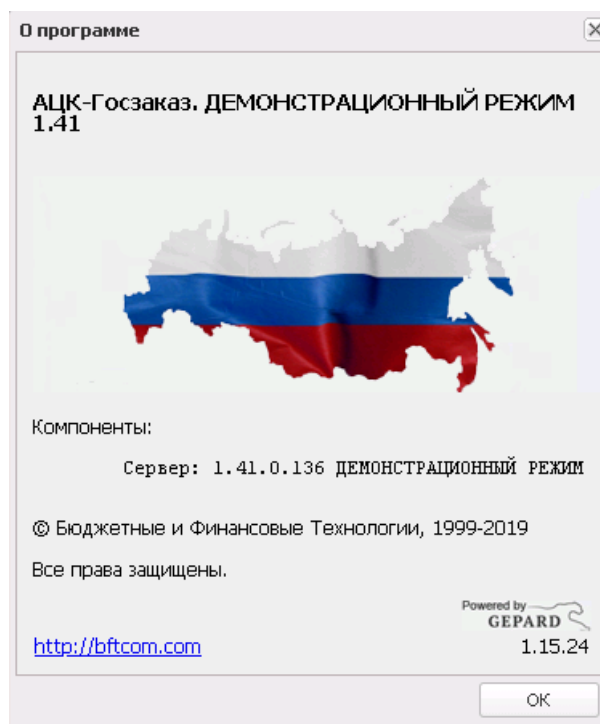 О программе
АЦК-Госзаказ. ДЕМОНСТРАЦИОННЫЙ РЕЖИМ
1.41
Компоненты:
Сервер: 1.41.0.136 ДЕМОНСТРАЦИОННЫЙ РЕЖИМ
© Бюджетные и Финансовые Технологии, 1999-2019
Все права защищены.
Powered by
GEPARD
http://bftcom.com
1.15.24
ОК